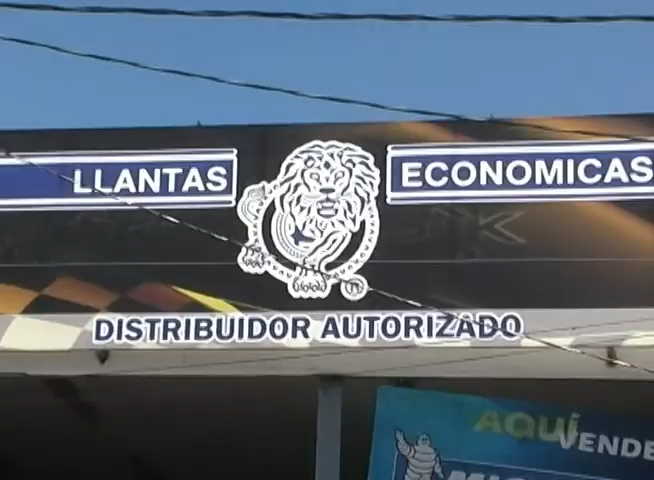 LLANTAS ECONOMICAS
DISTRIBUIDOR AUTORIZADO
AQUÍ VENDE